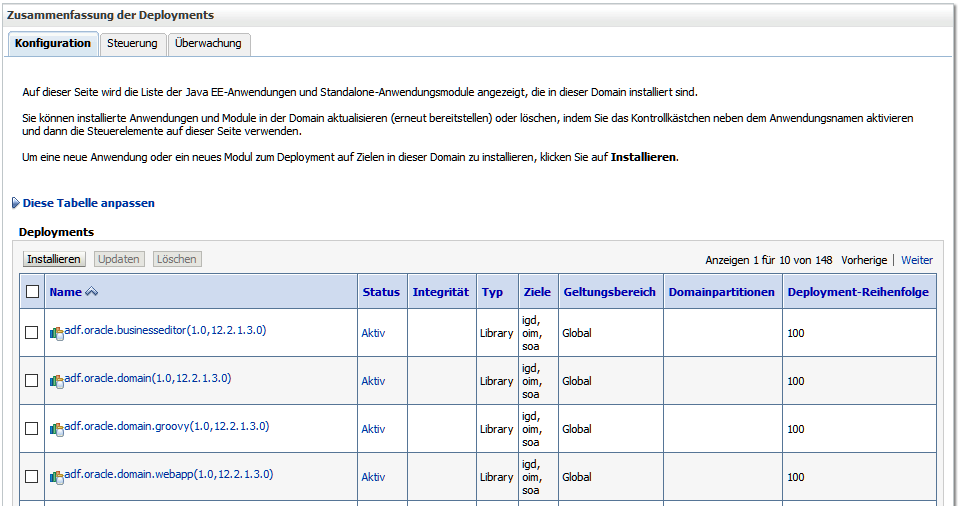 Zusammenfassung der Deployments
Konfiguration Steuerung Überwachung
Auf dieser Seite wird die Liste der Java EE-Anwendungen und Standalone-Anwendungsmodule angezeigt, die in dieser Domain installiert sind.
Sie können installierte Anwendungen und Module in der Domain aktualisieren (erneut bereitstellen) oder löschen, indem Sie das Kontrollkästchen neben dem Anwendungsnamen aktivieren
und dann die Steuerelemente auf dieser Seite verwenden.
Um eine neue Anwendung oder ein neues Modul zum Deployment auf Zielen in dieser Domain zu installieren, klicken Sie auf Installieren.
Diese Tabelle anpassen
Deployments
Installieren Updaten Löschen Anzeigen 1 für 10 von 148 Vorherige | Weiter
Name Status Integrität Typ Ziele Geltungsbereich Domainpartitionen Deployment-Reihenfolge
adf.oracle.businesseditor(1.0,12.2.1.3.0) Aktiv Library igd, oim, soa Global 100
adf.oracle.domain(1.0,12.2.1.3.0) Aktiv Library igd, oim, soa Global 100
adf.oracle.domain.groovy(1.0,12.2.1.3.0) Aktiv Library igd, oim, soa Global 100
adf.oracle.domain.webapp(1.0,12.2.1.3.0) Aktiv Library igd, oim, soa Global 100